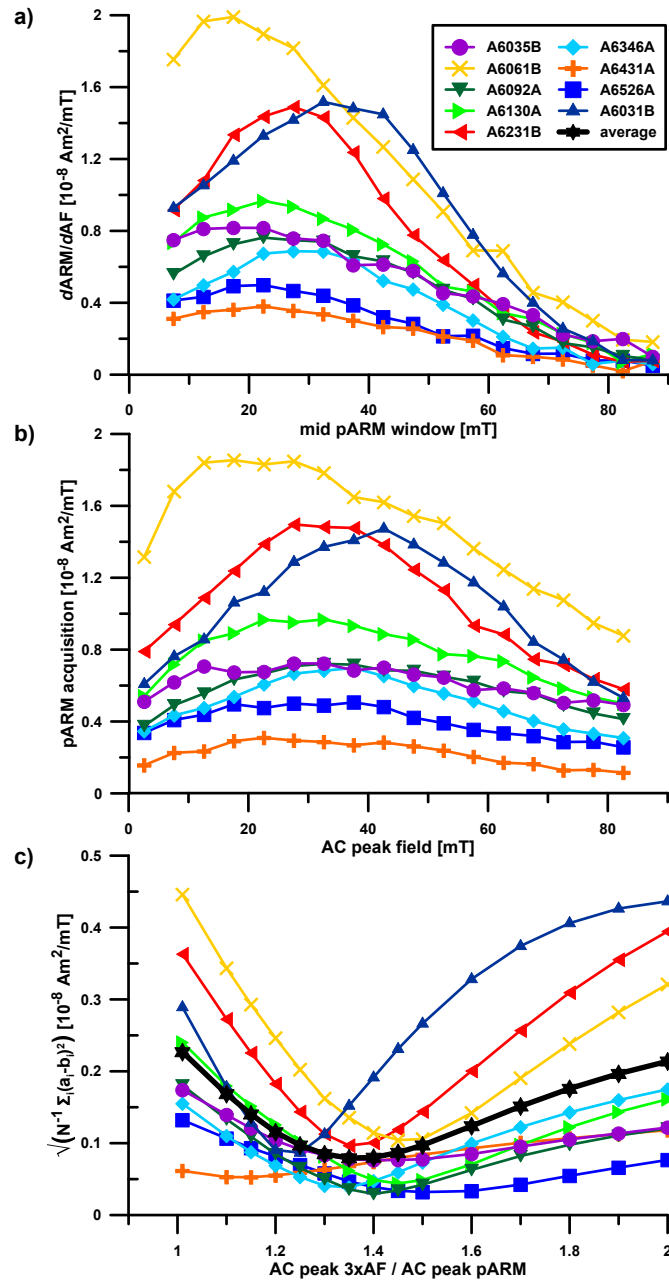 a)
2
1.6
1.2
0.8
0.4
0
dARM/dAF [10-8 Am2/mT]
A6035B
A6061B
A6092A
A6130A
A6231B
A6346A
A6431A
A6526A
A6031B
average
0
20
40
60
80
mid pARM window [mT]
b)
2
1.6
1.2
0.8
0.4
0
pARM acquisition [10-8 Am2/mT]
0
20
40
60
80
AC peak field [mT]
c)
0.5
0.4
0.3
0.2
0.1
0
√(N-1 Σi(ai-bi)2) [10-8 Am2/mT]
1
1.2
1.4
1.6
1.8
2
AC peak 3xAF / AC peak pARM